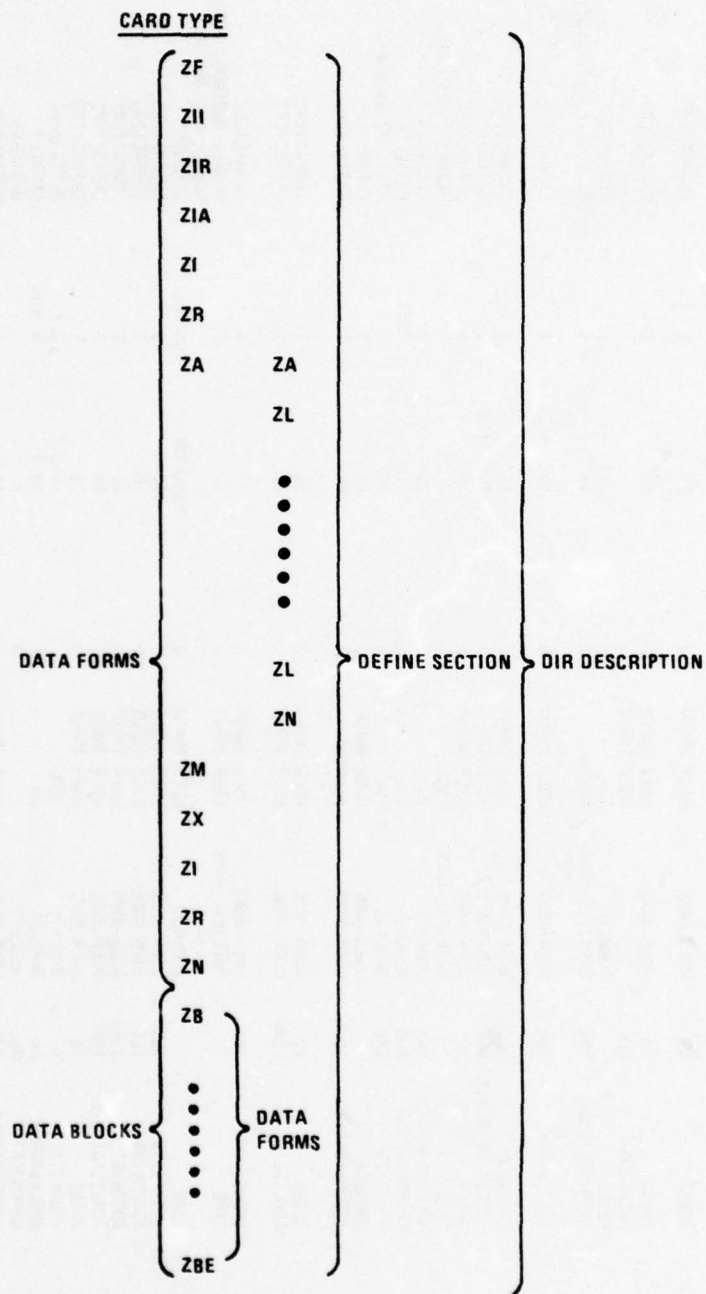 CARD TYPE
ZF
ZII
ZIR
ZIA
ZI
ZR
ZA ZA
ZL
DATA FORMS ZL DEFINE SECTION DIR DESCRIPTION
ZN
ZM
ZX
ZI
ZR
ZN
ZB
DATA BLOCKS DATA
FORMS
ZBE